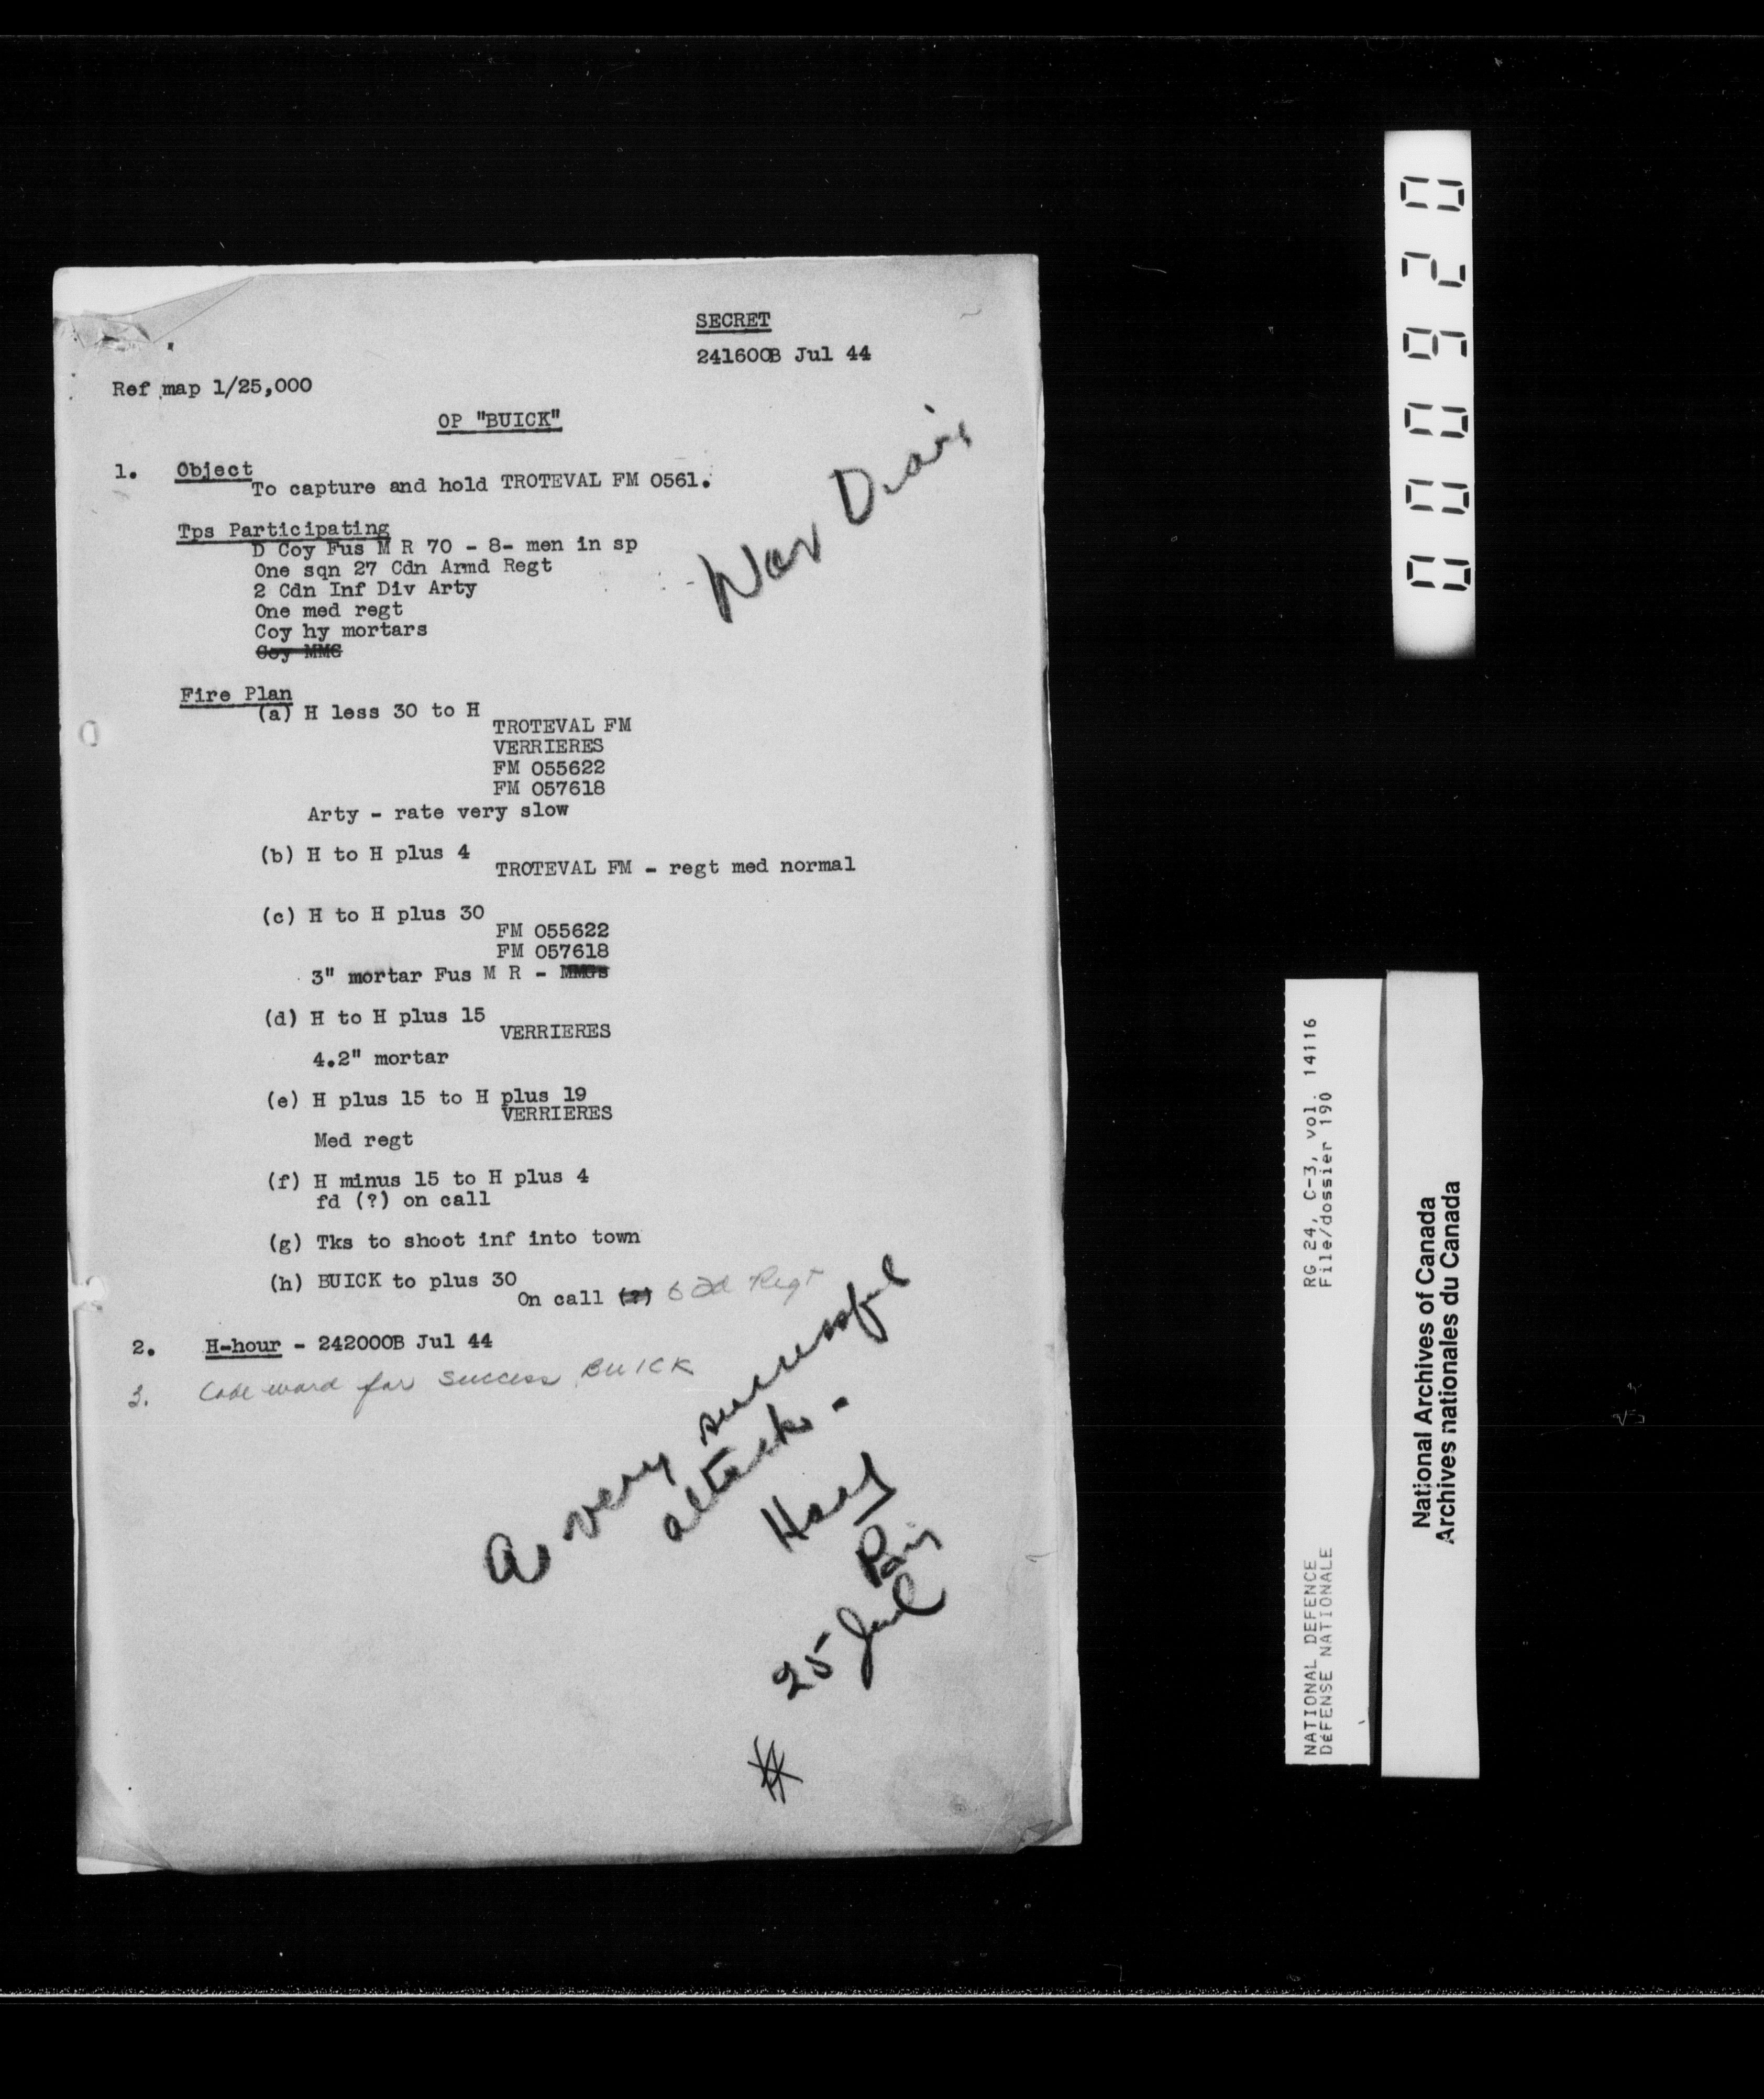 SECRET
241600B Jul 44
Ref map 1/25,000
OP "BUICK"
War Diary
1. Object
To capture and hold TROTEVAL FM 0561.
Tps Participating
D Coy Fus M R 70 - 8- men in sp
One sqn 27 Cdn Armd Regt
2 Cdn Inf Div Arty
One med regt
Coy hy mortars
Coy MMG
Fire Plan
(a) H less 30 to H
TROTEVAL FM
VERRIERES
FM 055622
FM 057618
Arty - rate very slow
(b) H to H plus 4
TROTEVAL FM - regt med normal
(c) H to H plus 30
FM 055622
FM 057618
3" mortar Fus M R - MMGs
(d) H to H plus 15
VERRIERES
4.2" mortar
(e) H plus 15 to H plus 19
VERRIERES
Med regt
(f) H minus 15 to H plus 4
fd (?) on call
(g) Tks to shoot inf into town
(h) BUICK to plus 30
On call (?) 6 Regt
2. H-hour - 242000B Jul 44
3. Code word for success BUICK
A very successful
attack -
25 Jul
000920
RG 24, C-3, vol. 14116
File/dossier 190
NATIONAL DEFENCE
DÉFENSE NATIONALE
National Archives of Canada
Archives nationales du Canada